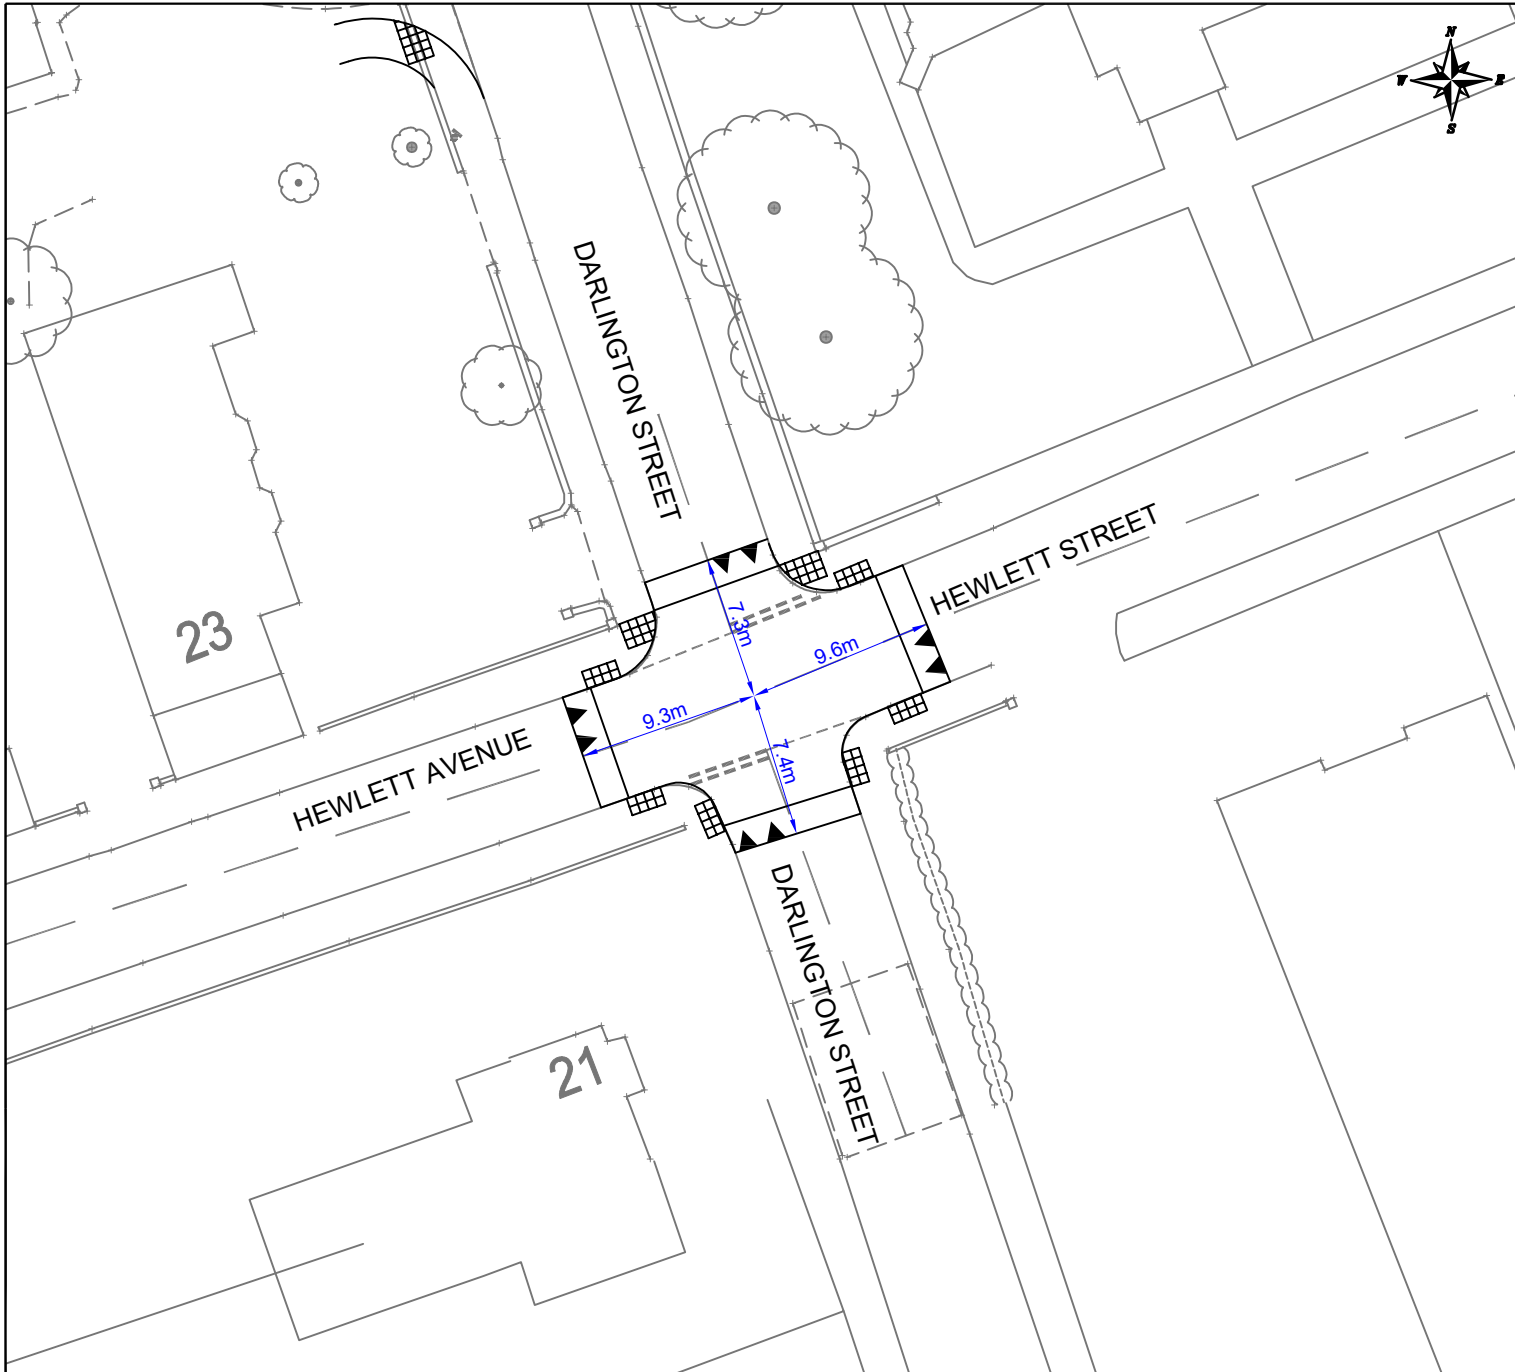 N
W
E
S
DARLINGTON STREET
HEWLETT STREET
7.3m
9.6m
23
9.3m
HEWLETT AVENUE
7.4m
DARLINGTON STREET
21